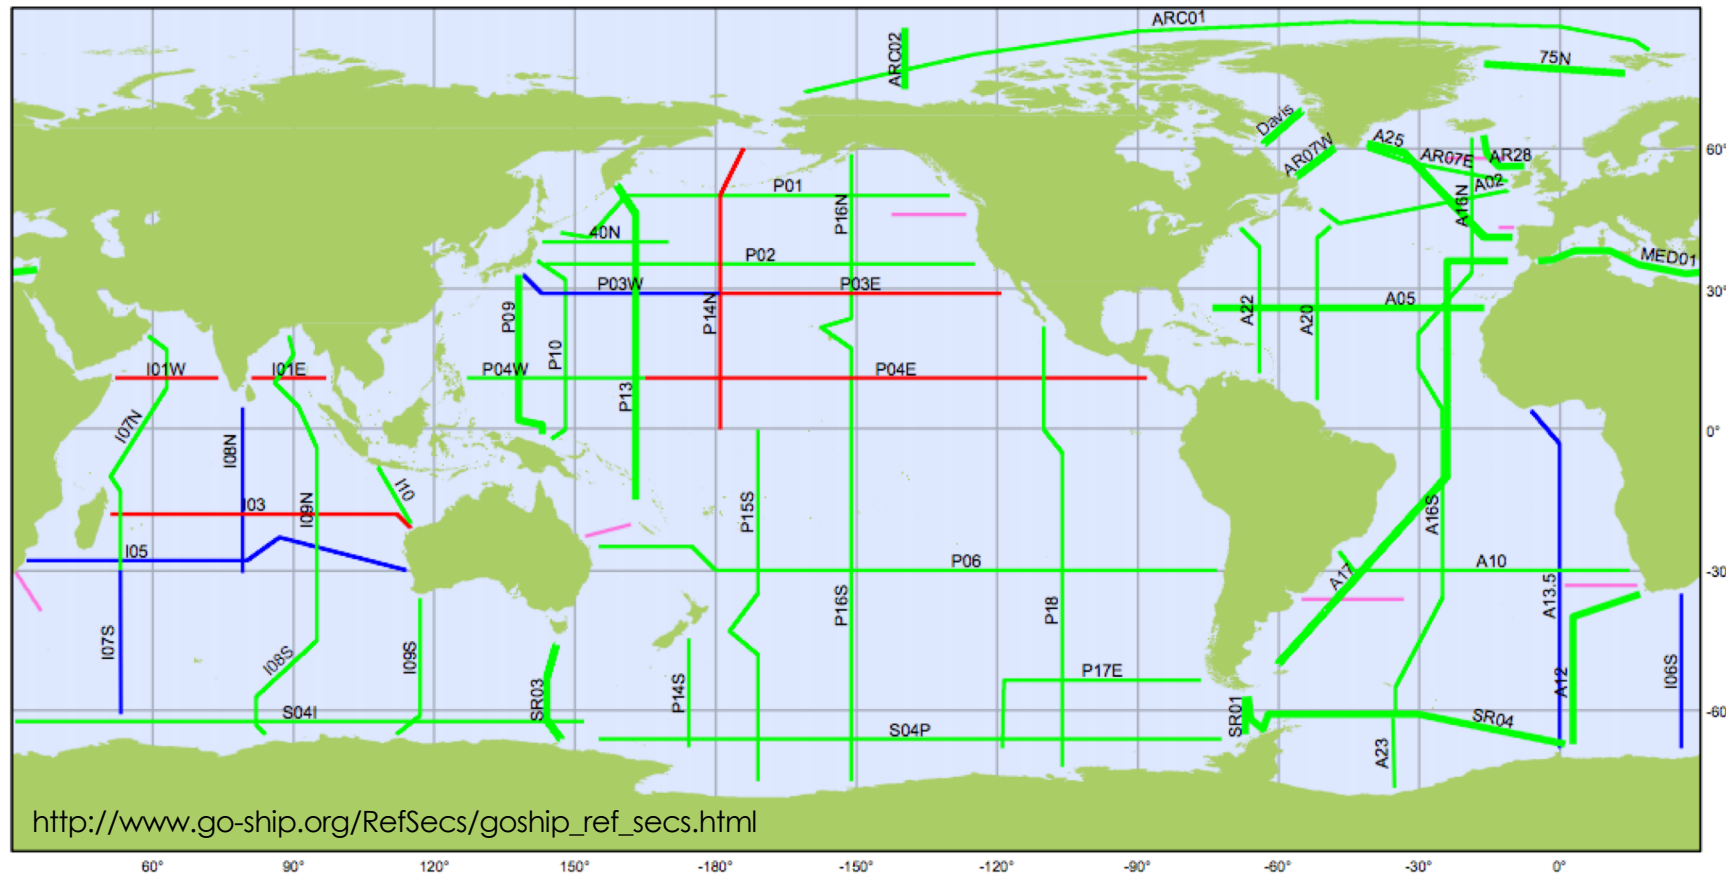 ARC01
ARC02
75N
Davis
A25
AR07W
AR07E
AR28
60°
P01
A02
P16N
A16N
40N
P02
MED01
P03W
P03E
30°
P09
P14N
A22
A20
A05
P10
I01W
I01E
P04W
P04E
P13
I07N
I08N
0°
I10
I03
I09N
P15S
A16S
I05
P06
A10
-30°
A17
A13.5
P16S
P18
I07S
I08S
I09S
P17E
P14S
I06S
SR03
A12
S04I
SR01
SR04
-60
S04P
A23
http://www.go-ship.org/RefSecs/goship_ref_secs.html
60° 90° 120° 150° -180° -150° -120° -90° -60° -30° 0°